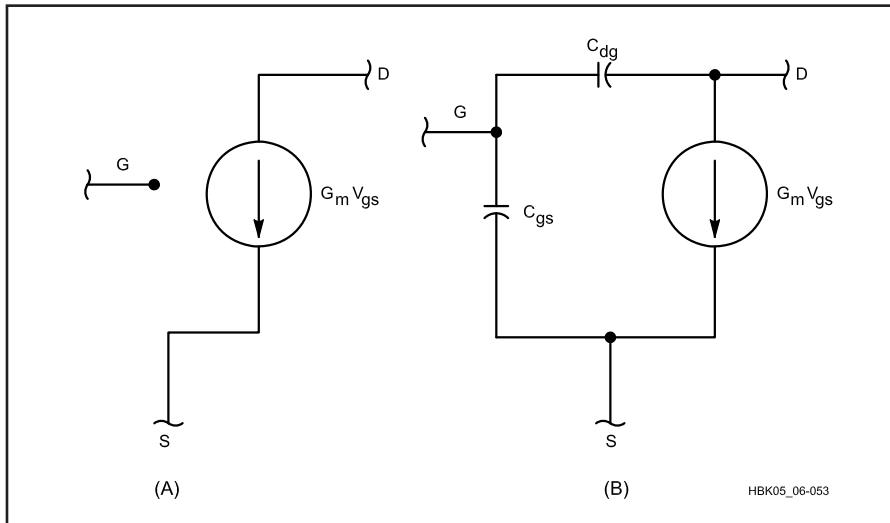 D
G
GmVgs
S
(A)
Cdg
D
G
Cgs
GmVgs
S
(B)
HBK05_06-053